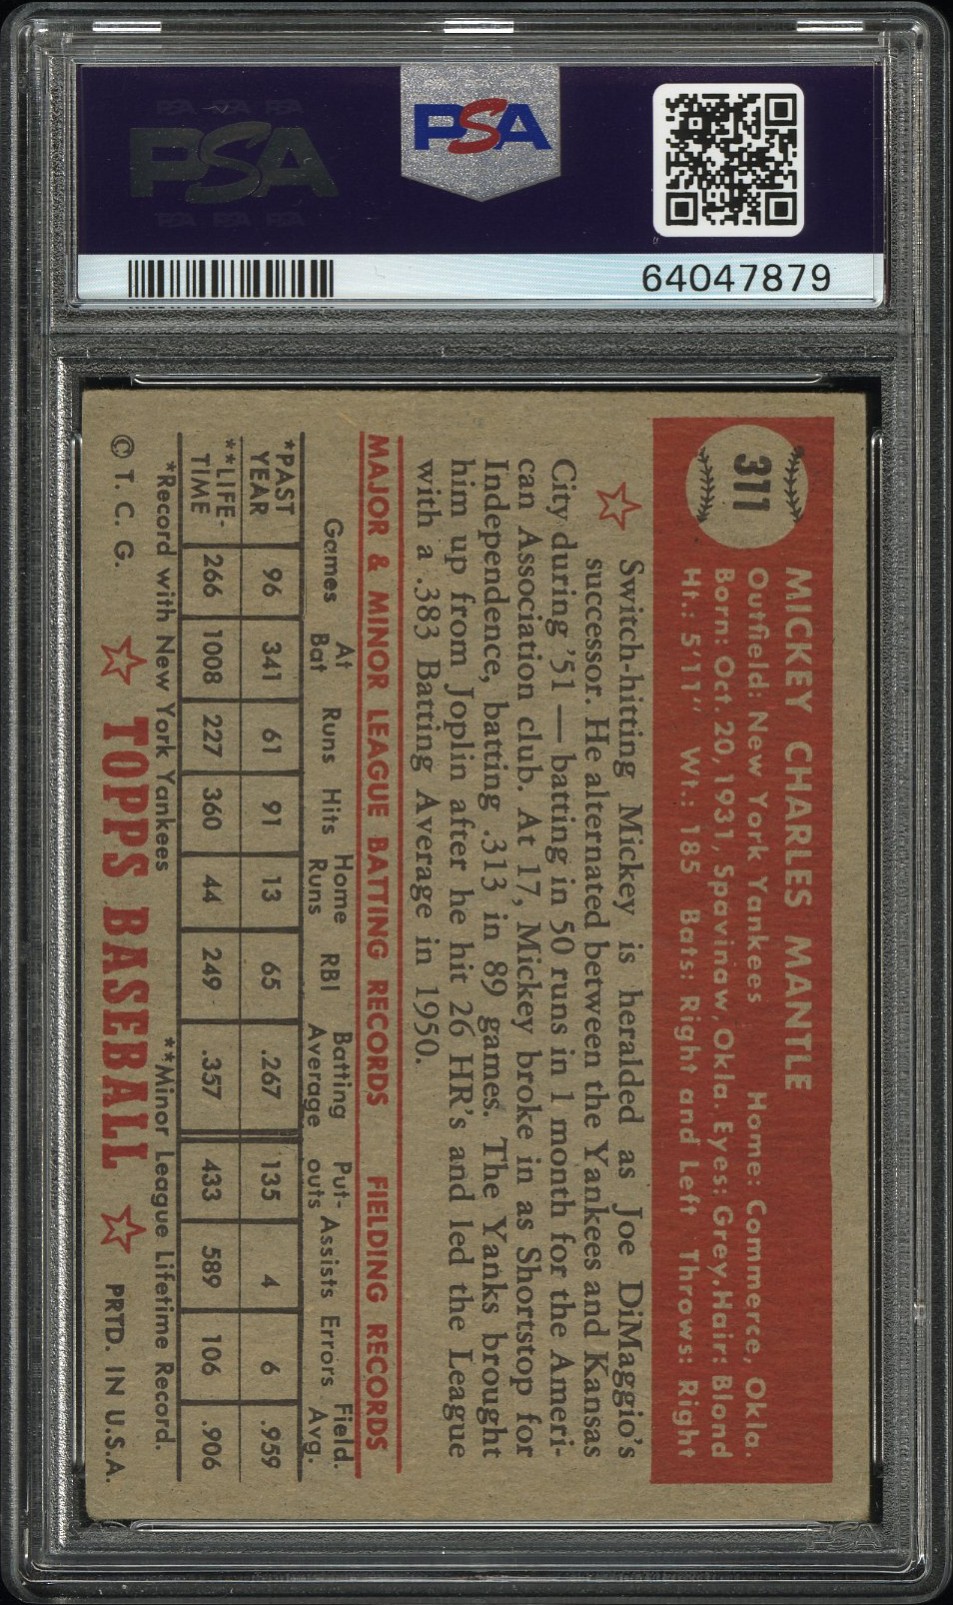 PSA PSA PSA
PSA
PSA PSA PSA
PSA
64047879
311
MICKEY CHARLES MANTLE
Outfield: New York Yankees Home: Commerce, Okla.
Born: Oct. 20, 1931, Spavinaw, Okla. Eyes: Grey. Hair: Blond
Ht.: 5'11" Wt.: 185 Bats: Right and Left Throws: Right
Switch-hitting Mickey is heralded as Joe DiMaggio's
successor. He alternated between the Yankees and Kansas
City during '51 — batting in 50 runs in 1 month for the Ameri-
can Association club. At 17, Mickey broke in as Shortstop for
Independence, batting .313 in 89 games. The Yanks brought
him up from Joplin after he hit 26 HR's and led the League
with a .383 Batting Average in 1950.
MAJOR & MINOR LEAGUE BATTING RECORDS FIELDING RECORDS
Games At Bat Runs Hits Home Runs RBI Batting Average Put-outs Assists Errors Field. Avg.
*PAST YEAR 96 341 61 91 13 65 .267 135 4 6 .959
**LIFE-TIME 266 1008 227 360 44 249 .357 433 589 106 .906
*Record with New York Yankees **Minor League Lifetime Record.
© T. C. G. TOPPS BASEBALL PRTD. IN U.S.A.
PSA